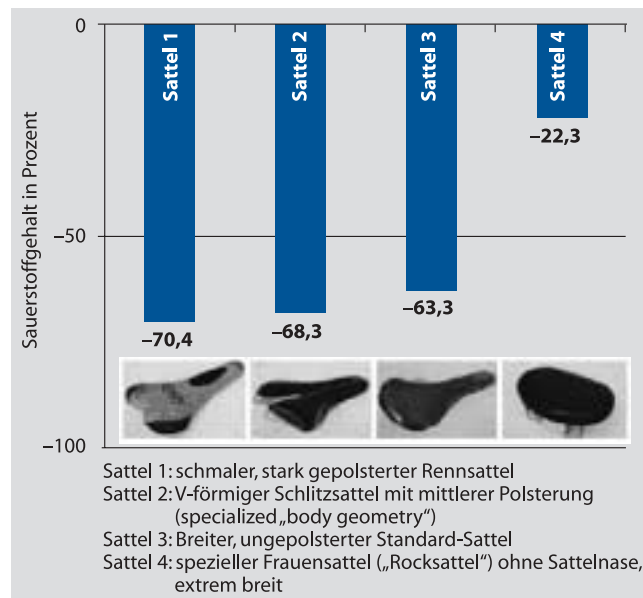 0
Sattel 1
Sattel 2
Sattel 3
Sattel 4
–22,3
Sauerstoffgehalt in Prozent
–50
–63,3
–68,3
–70,4
–100
Sattel 1: schmaler, stark gepolsterter Rennsattel
Sattel 2: V-förmiger Schlitzsattel mit mittlerer Polsterung
(specialized „body geometry“)
Sattel 3: Breiter, ungepolsterter Standard-Sattel
Sattel 4: spezieller Frauensattel („Rocksattel“) ohne Sattelnase,
extrem breit